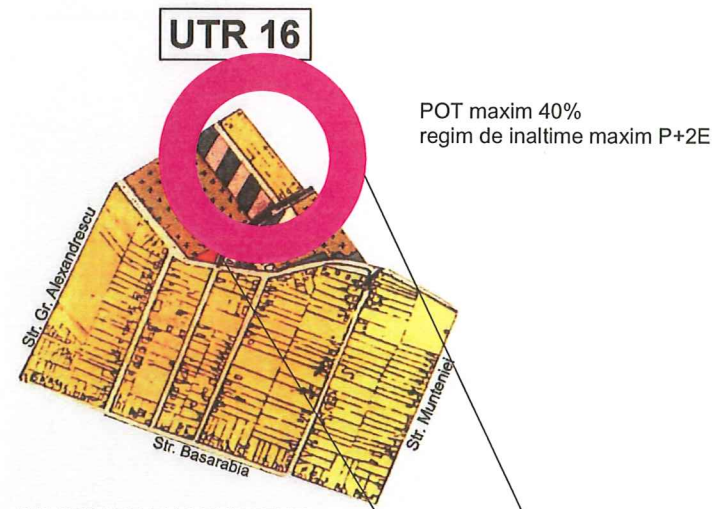 UTR 16
POT maxim 40%
regim de inaltime maxim P+2E
Str. Gr. Alexandrescu
Str. Munteniei
Str. Basarabia